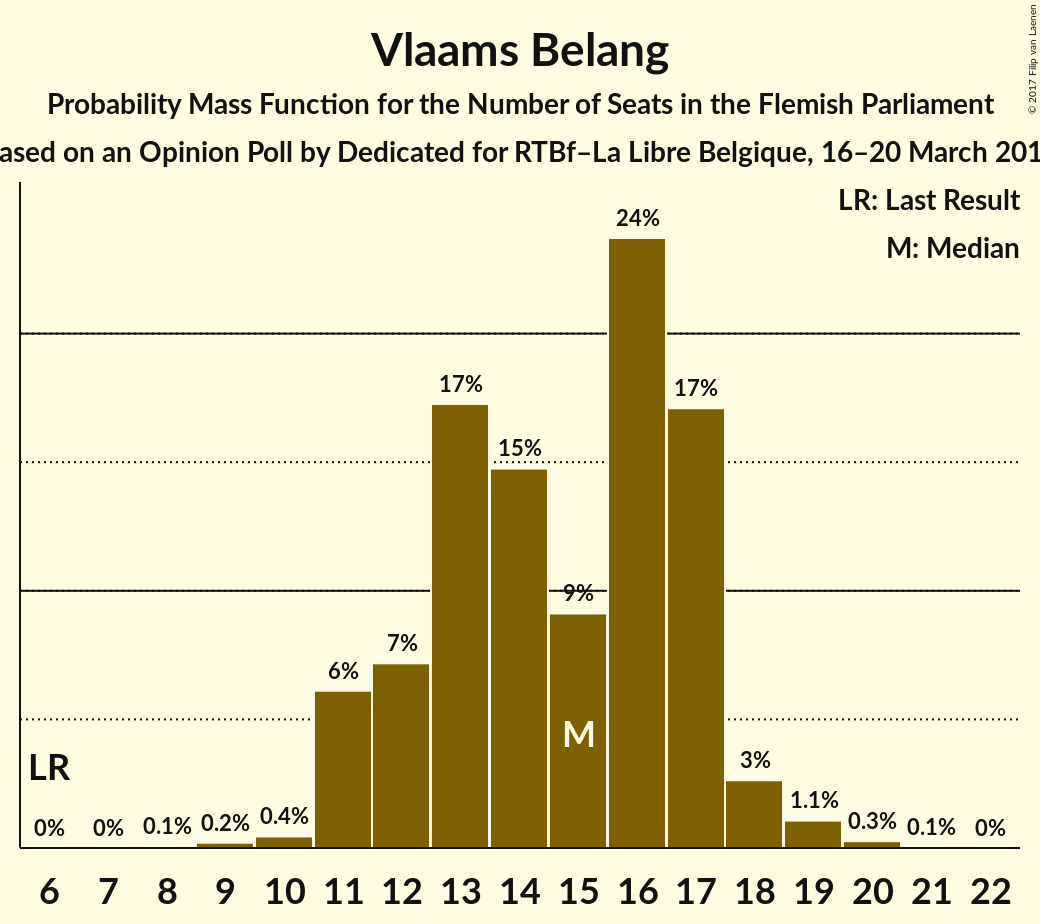 Vlaams Belang
Probability Mass Function for the Number of Seats in the Flemish Parliament
ased on an Opinion Poll by Dedicated for RTBf–La Libre Belgique, 16–20 March 201
© 2017 Filip van Laenen
LR: Last Result
M: Median
24%
17%
17%
15%
9%
7%
6%
M
LR
3%
1.1%
0% 0% 0.1% 0.2% 0.4% 0.3% 0.1% 0%
6 7 8 9 10 11 12 13 14 15 16 17 18 19 20 21 22